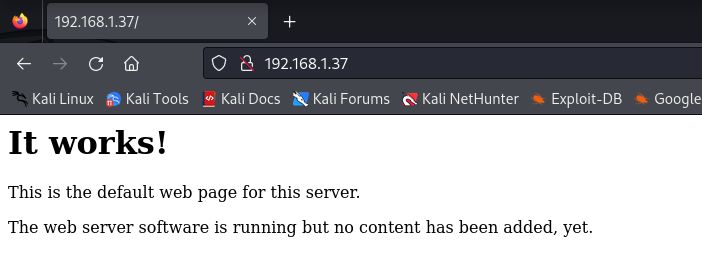 192.168.1.37/
192.168.1.37
Kali Linux Kali Tools Kali Docs Kali Forums Kali NetHunter Exploit-DB Google
It works!
This is the default web page for this server.
The web server software is running but no content has been added, yet.